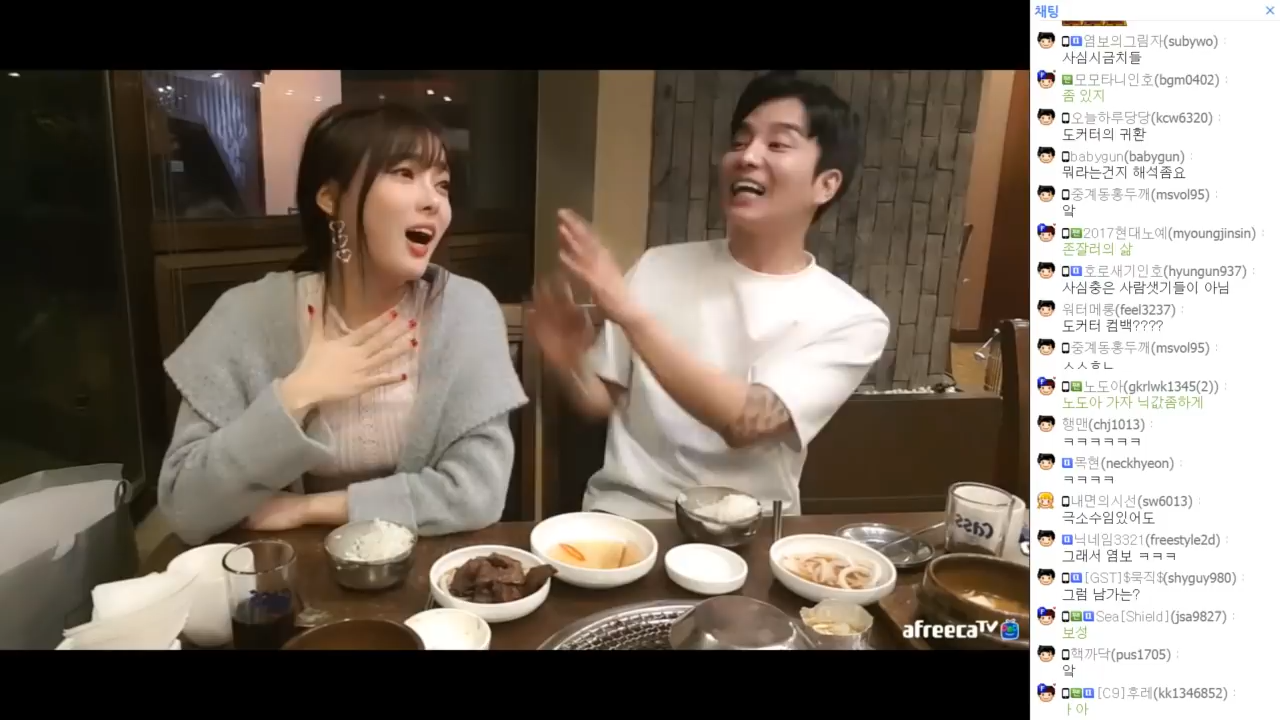 채팅
염보의그림자(subywo) :
사심시금치들
모모타니인호(bgm0402) :
좀 있지
오늘하루당당(kcw6320) :
도커터의 귀환
babygun(babygun) :
뭐라는건지 해석좀요
중계동홍두깨(msvol95) :
앜
2017현대노예(myoungjinsin) :
존잘러의 삶
호로새기인호(hyungun937) :
사심충은 사람샛기들이 아님
워터메롱(feel3237) :
도커터 컴백????
중계동홍두깨(msvol95) :
ㅅㅅㅎㄴ
노도아(gkrlwk1345(2)) :
노도아 가자 닉값좀하게
행맨(chj1013) :
ㅋㅋㅋㅋㅋㅋ
목현(neckhyeon) :
ㅋㅋㅋㅋ
내면의시선(sw6013) :
극소수임있어도
닉네임3321(freestyle2d) :
그래서 염보 ㅋㅋㅋ
[GST]$묵직$(shyguy980) :
그럼 남가는?
Sea[Shield](jsa9827) :
보성
핵까닥(pus1705) :
앜
[C9]후레(kk1346852) :
ㅏ아
cass
afreecaTV